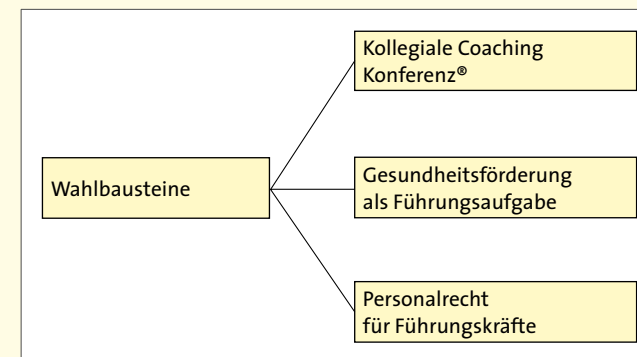 Kollegiale Coaching
Konferenz®
Wahlbausteine
Gesundheitsförderung
als Führungsaufgabe
Personalrecht
für Führungskräfte